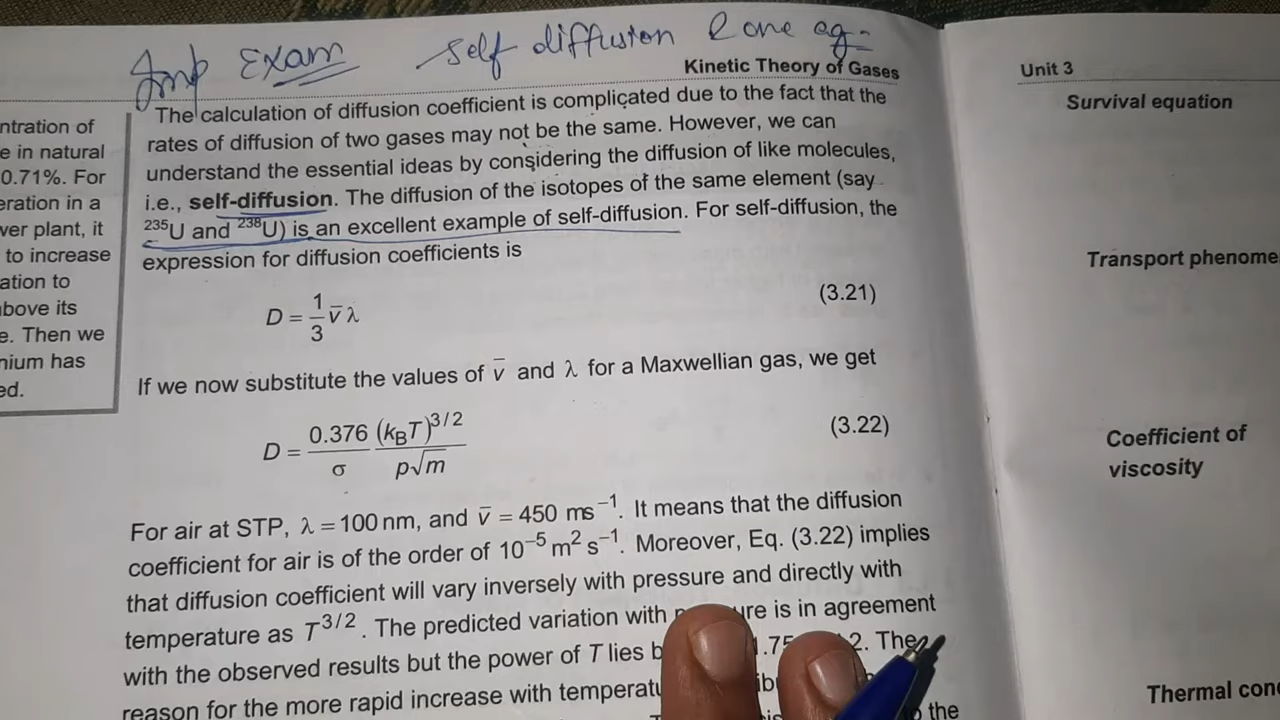 Imp Exam self diffusion
Kinetic Theory of Gases
The calculation of diffusion coefficient is complicated due to the fact that the
rates of diffusion of two gases may not be the same. However, we can
understand the essential ideas by considering the diffusion of like molecules,
i.e., self-diffusion. The diffusion of the isotopes of the same element (say
²³⁵U and ²³⁸U) is an excellent example of self-diffusion. For self-diffusion, the
expression for diffusion coefficients is
D = 1/3 v̄ λ (3.21)
If we now substitute the values of v̄ and λ for a Maxwellian gas, we get
D = 0.376/σ (k_BT)^3/2 / p√m (3.22)
For air at STP, λ = 100 nm, and v̄ = 450 ms⁻¹. It means that the diffusion
coefficient for air is of the order of 10⁻⁵ m² s⁻¹. Moreover, Eq. (3.22) implies
that diffusion coefficient will vary inversely with pressure and directly with
temperature as T^3/2. The predicted variation with is in agreement
with the observed results but the power of T lies The
reason for the more rapid increase with
the
ntration of
e in natural
0.71%. For
eration in a
ver plant, it
to increase
ation to
bove its
e. Then we
nium has
ed.
Unit 3
Survival equation
Transport phenome
Coefficient of
viscosity
Thermal con